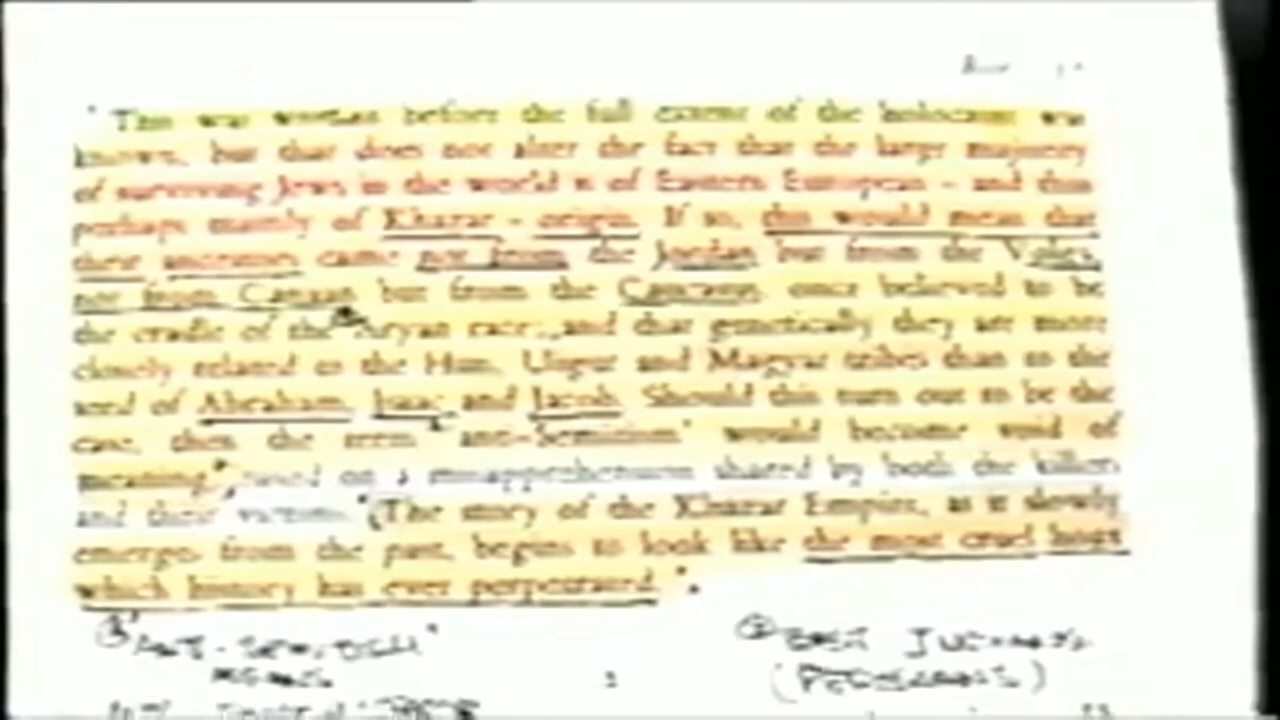 This was written before the full extent of the holocaust was
known, but that does not alter the fact that the large majority
of surviving Jews in the world is of Eastern European - and thus
perhaps mainly of Khazar - origin. If so, this would mean that
their ancestors came not from the Jordan but from the Volga,
not from Canaan but from the Caucasus, once believed to be
the cradle of the Aryan race; and that genetically they are more
closely related to the Hun, Uigur and Magyar tribes than to the
seed of Abraham, Isaac and Jacob. Should this turn out to be the
case, then the term "anti-Semitism" would become void of
meaning, based on a misapprehension shared by both the killers
and their victims. (The story of the Khazar Empire, as it slowly
emerges from the past, begins to look like the most cruel hoax
which history has ever perpetrated.